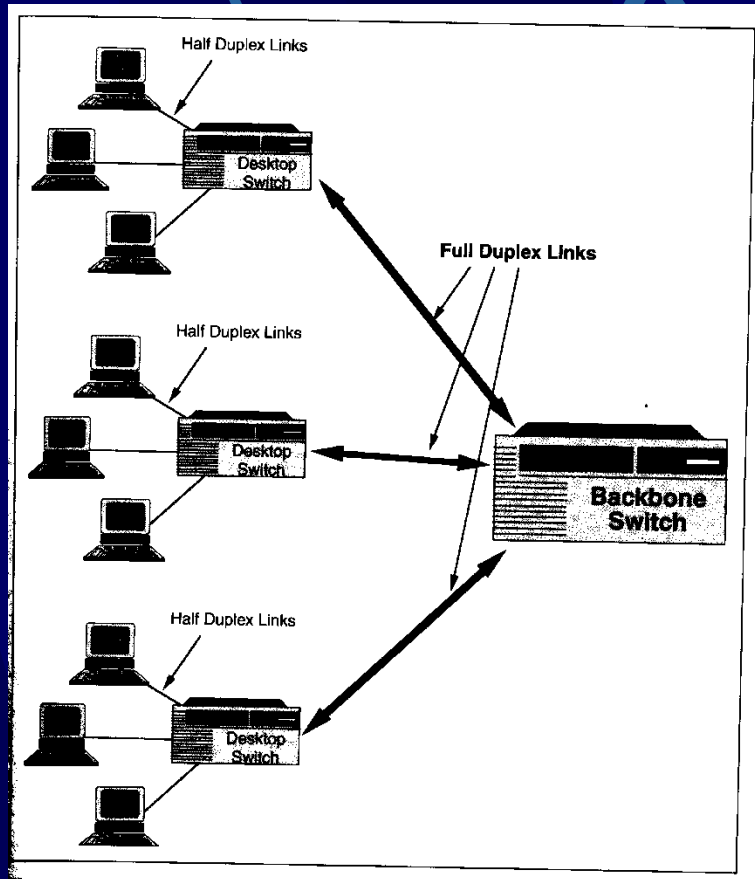 Half Duplex Links
Desktop
Switch
Full Duplex Links
Half Duplex Links
Desktop
Switch
Backbone
Switch
Half Duplex Links
Desktop
Switch